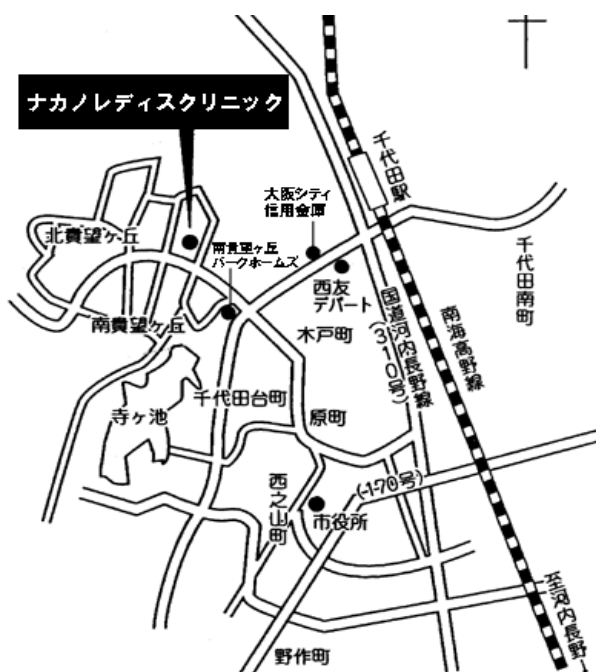 ナカノレディスクリニック
千代田駅
大阪シティ
信用金庫
北貴望ヶ丘
南貴望ヶ丘
パークホームズ
西友
デパート
千代田南町
南貴望ヶ丘
木戸町
国道河内長野線
(310号)
南海高野線
千代田台町
原町
寺ヶ池
西之山町
(170号)
市役所
至河内長野
野作町